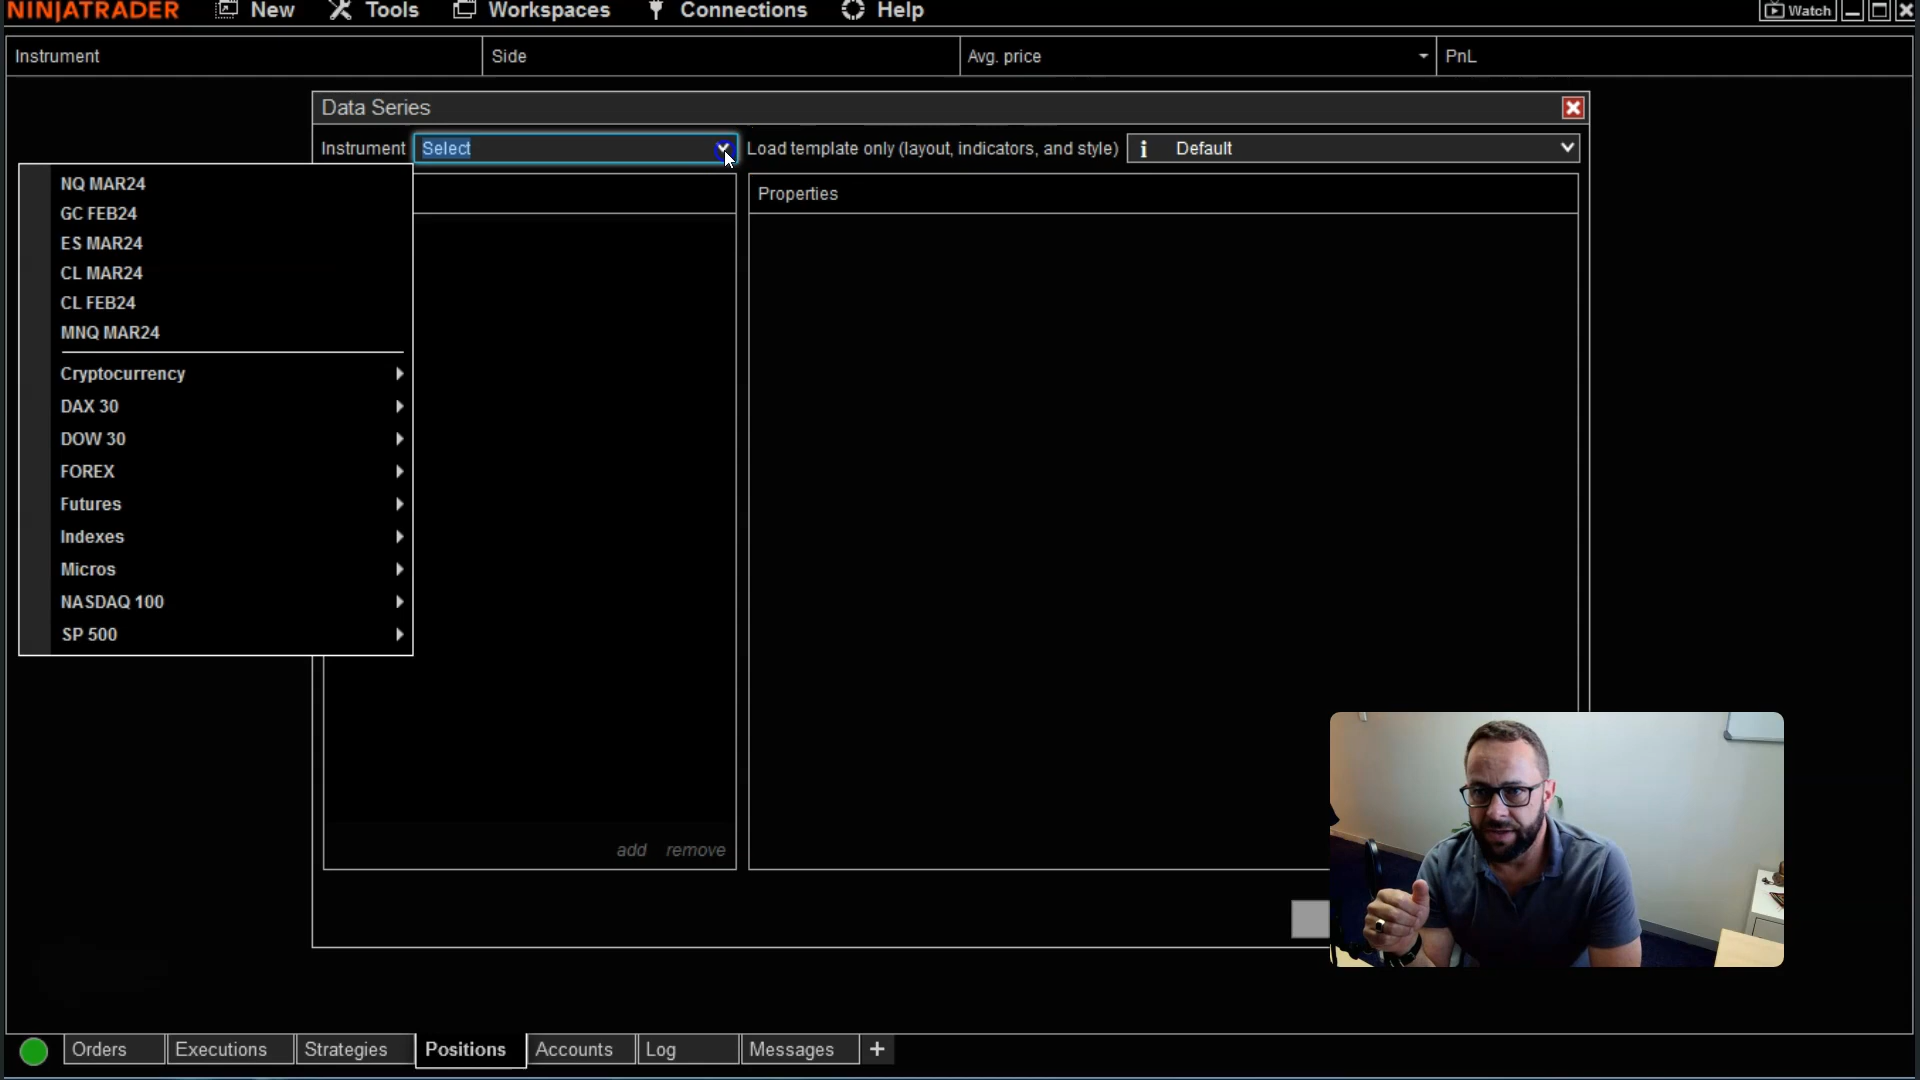 NINJATRADER New Tools Workspaces Connections Help Watch
Instrument Side Avg. price PnL
Data Series
Instrument Select Load template only (layout, indicators, and style) i Default
Properties
NQ MAR24
GC FEB24
ES MAR24
CL MAR24
CL FEB24
MNQ MAR24
Cryptocurrency
DAX 30
DOW 30
FOREX
Futures
Indexes
Micros
NASDAQ 100
SP 500
add remove
Orders Executions Strategies Positions Accounts Log Messages +